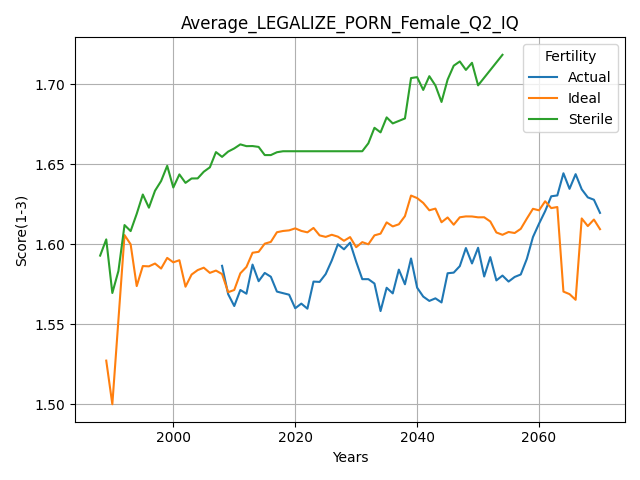 Average_LEGALIZE_PORN_Female_Q2_IQ
Fertility
Actual
Ideal
Sterile
Score(1-3)
1.70
1.65
1.60
1.55
1.50
2000
2020
2040
2060
Years